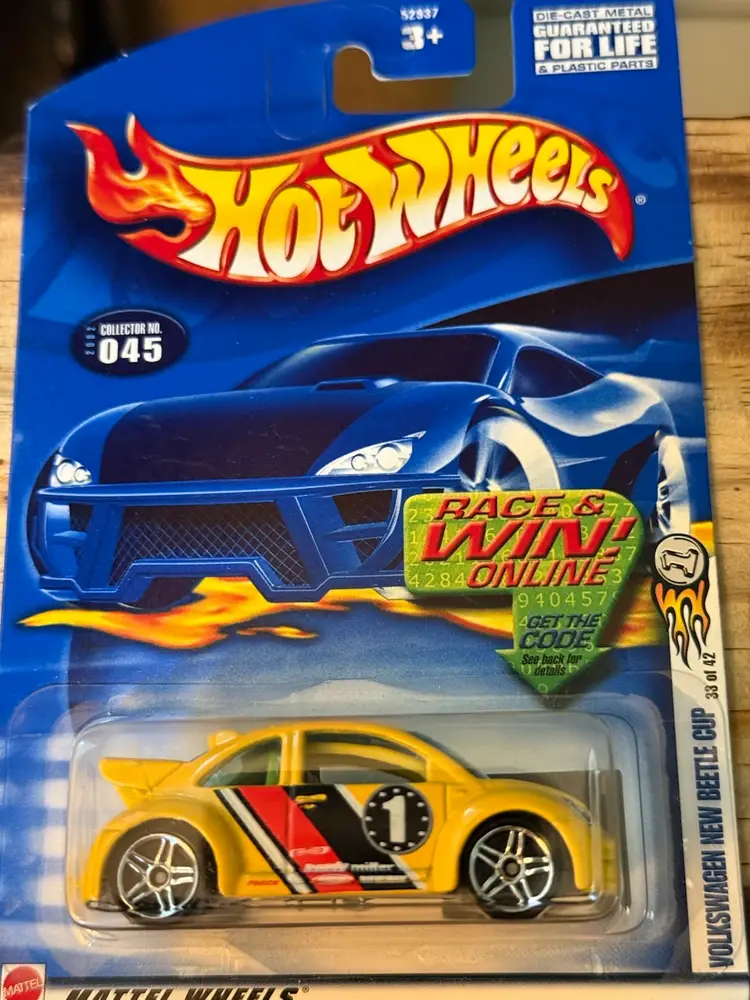 52937
3+
DIE-CAST METAL
GUARANTEED
FOR LIFE
& PLASTIC PARTS
HOT WHEELS®
2002
COLLECTOR NO.
045
RACE &
WIN!
ONLINE
GET THE
CODE
See back for
details
1
33 of 42
VOLKSWAGEN NEW BEETLE CUP
1
MATTEL
MATTEL WHEELS®